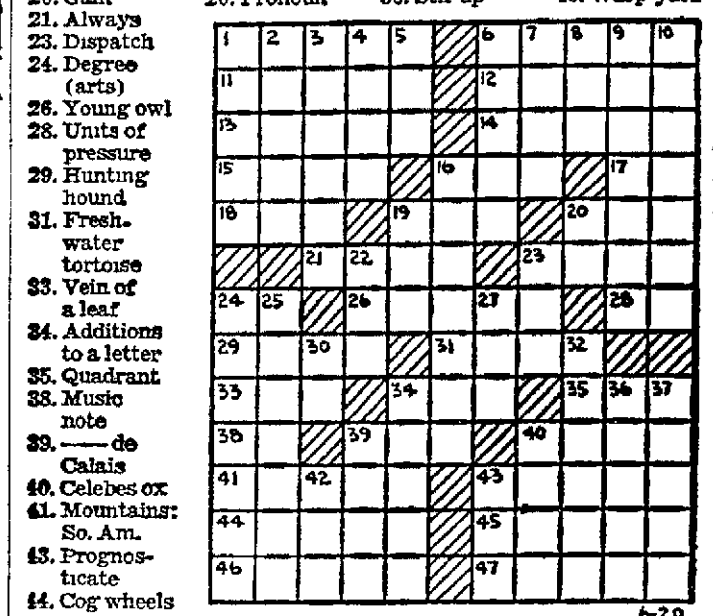 21. Always
23. Dispatch
24. Degree
(arts)
26. Young owl
28. Units of
pressure
29. Hunting
hound
31. Fresh-
water
tortoise
33. Vein of
a leaf
34. Additions
to a letter
35. Quadrant
38. Music
note
39. —— de
Calais
40. Celebes ox
41. Mountains:
So. Am.
43. Prognos-
ticate
44. Cog wheels
1 2 3 4 5 6 7 8 9 10
11 12
13 14
15 16 17
18 19 20
21 22 23
24 25 26 27 28
29 30 31 32
33 34 35 36 37
38 39 40
41 42 43
44 45
46 47
6-29